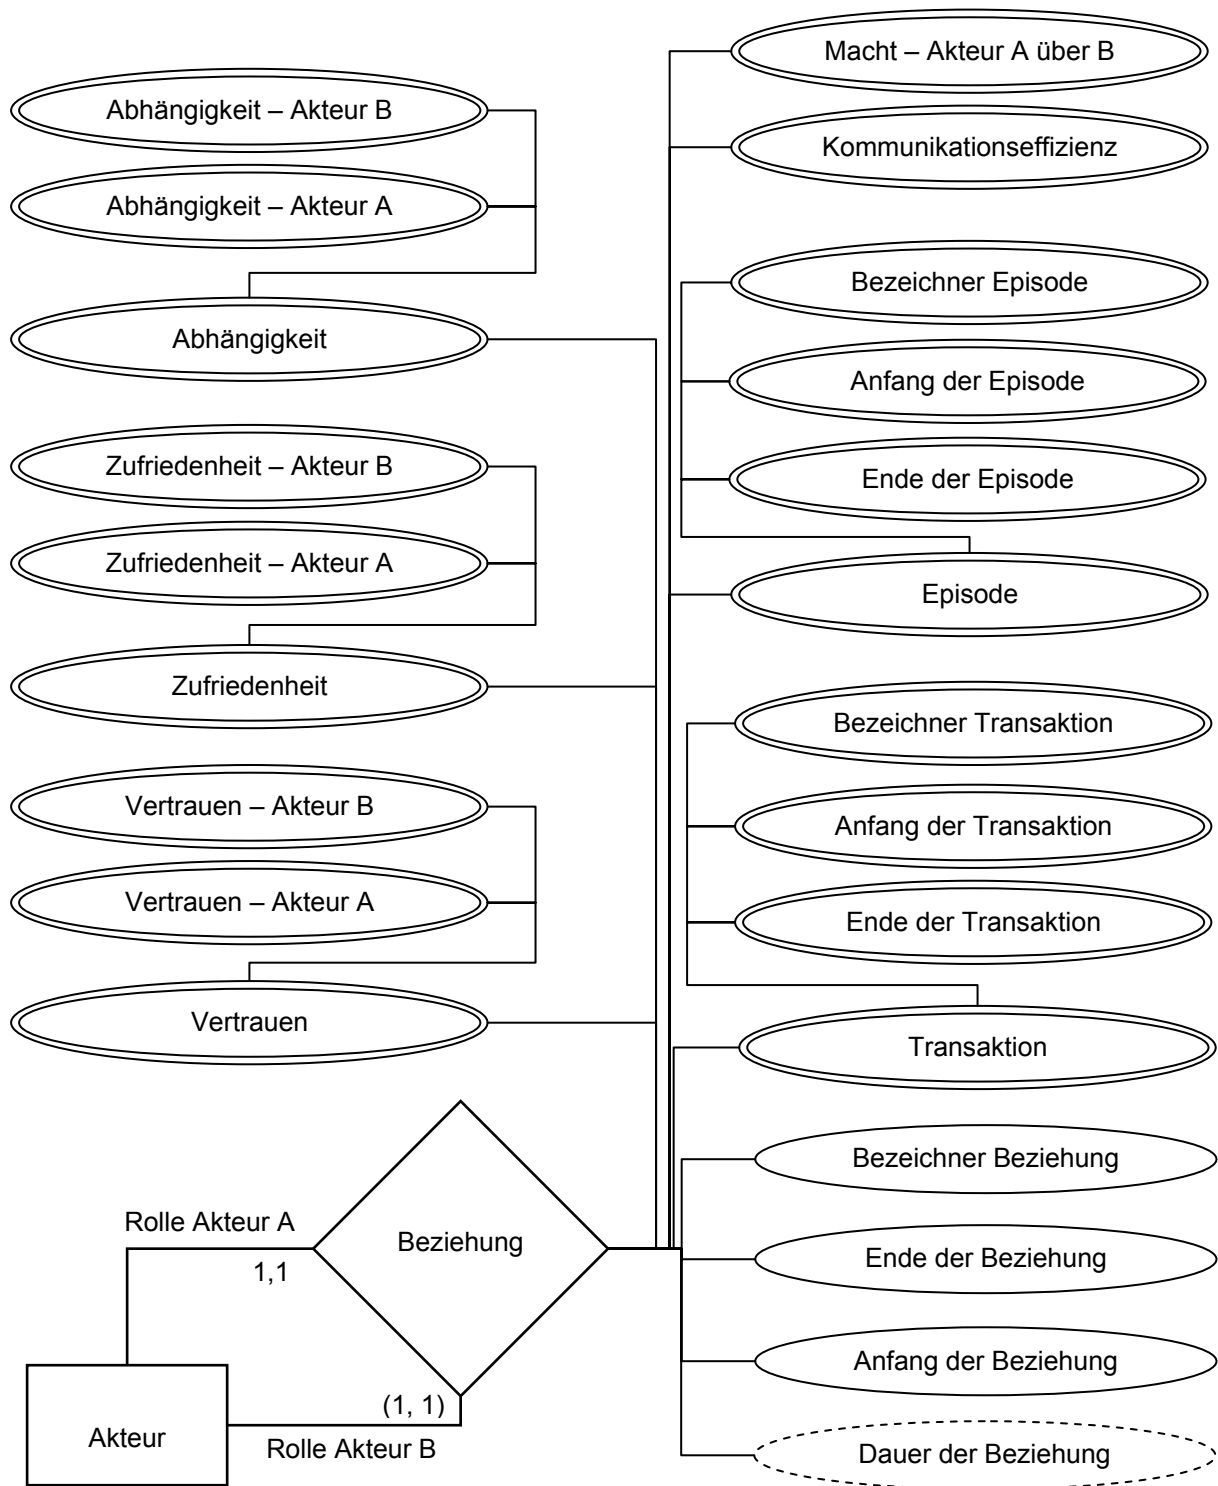 Macht – Akteur A über B
Abhängigkeit – Akteur B
Kommunikationseffizienz
Abhängigkeit – Akteur A
Bezeichner Episode
Abhängigkeit
Anfang der Episode
Zufriedenheit – Akteur B
Ende der Episode
Zufriedenheit – Akteur A
Episode
Zufriedenheit
Bezeichner Transaktion
Vertrauen – Akteur B
Anfang der Transaktion
Vertrauen – Akteur A
Ende der Transaktion
Vertrauen
Transaktion
Bezeichner Beziehung
Rolle Akteur A
Beziehung
Ende der Beziehung
1,1
Anfang der Beziehung
(1, 1)
Akteur
Rolle Akteur B
Dauer der Beziehung